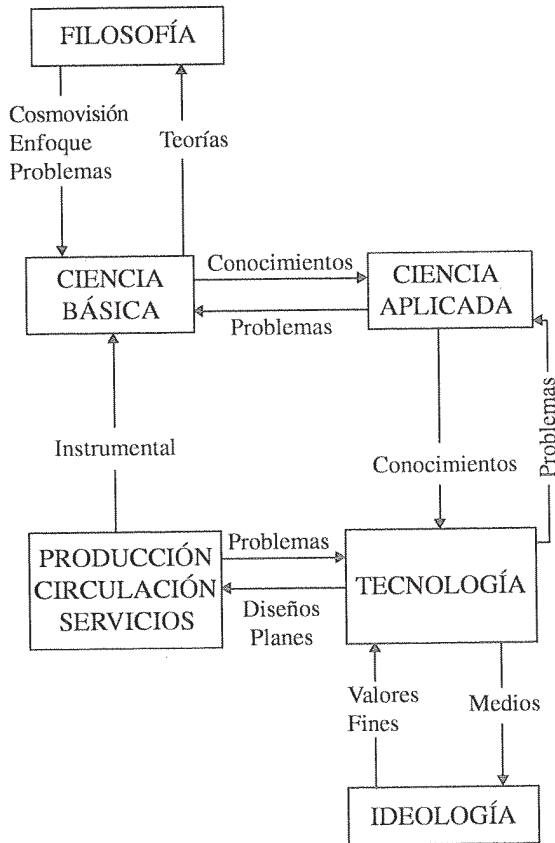 FILOSOFÍA
Cosmovisión
Enfoque
Problemas
Teorías
CIENCIA
BÁSICA
Conocimientos
Problemas
CIENCIA
APLICADA
Instrumental
Conocimientos
Problemas
PRODUCCIÓN
CIRCULACIÓN
SERVICIOS
Problemas
Diseños
Planes
TECNOLOGÍA
Valores
Fines
Medios
IDEOLOGÍA